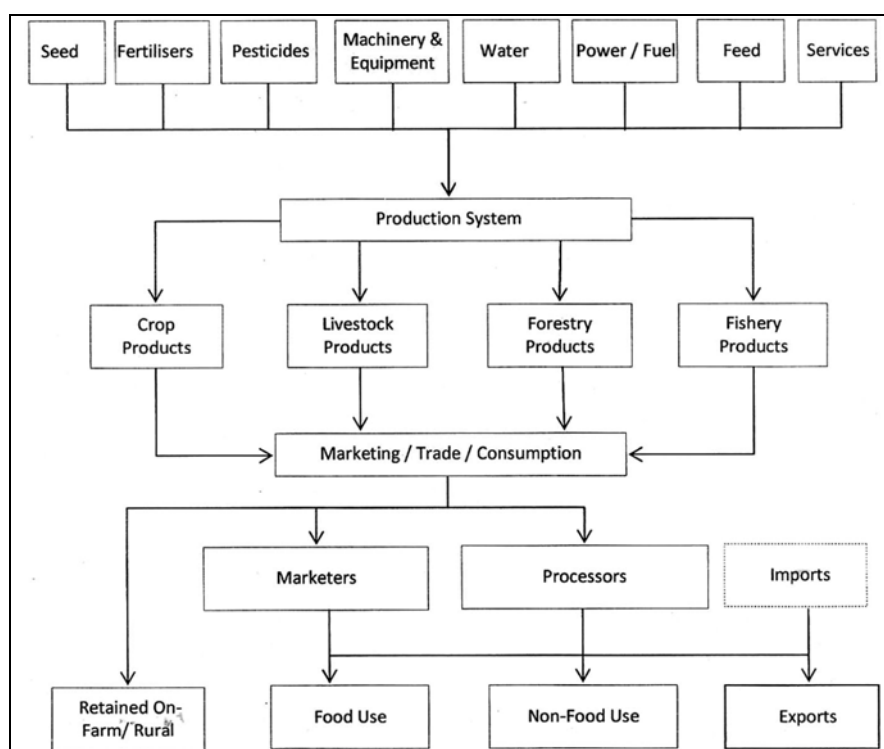 Seed
Fertilisers
Pesticides
Machinery &
Equipment
Water
Power / Fuel
Feed
Services
Production System
Crop
Products
Livestock
Products
Forestry
Products
Fishery
Products
Marketing / Trade / Consumption
Marketers
Processors
Imports
Retained On-
Farm/ Rural
Food Use
Non-Food Use
Exports